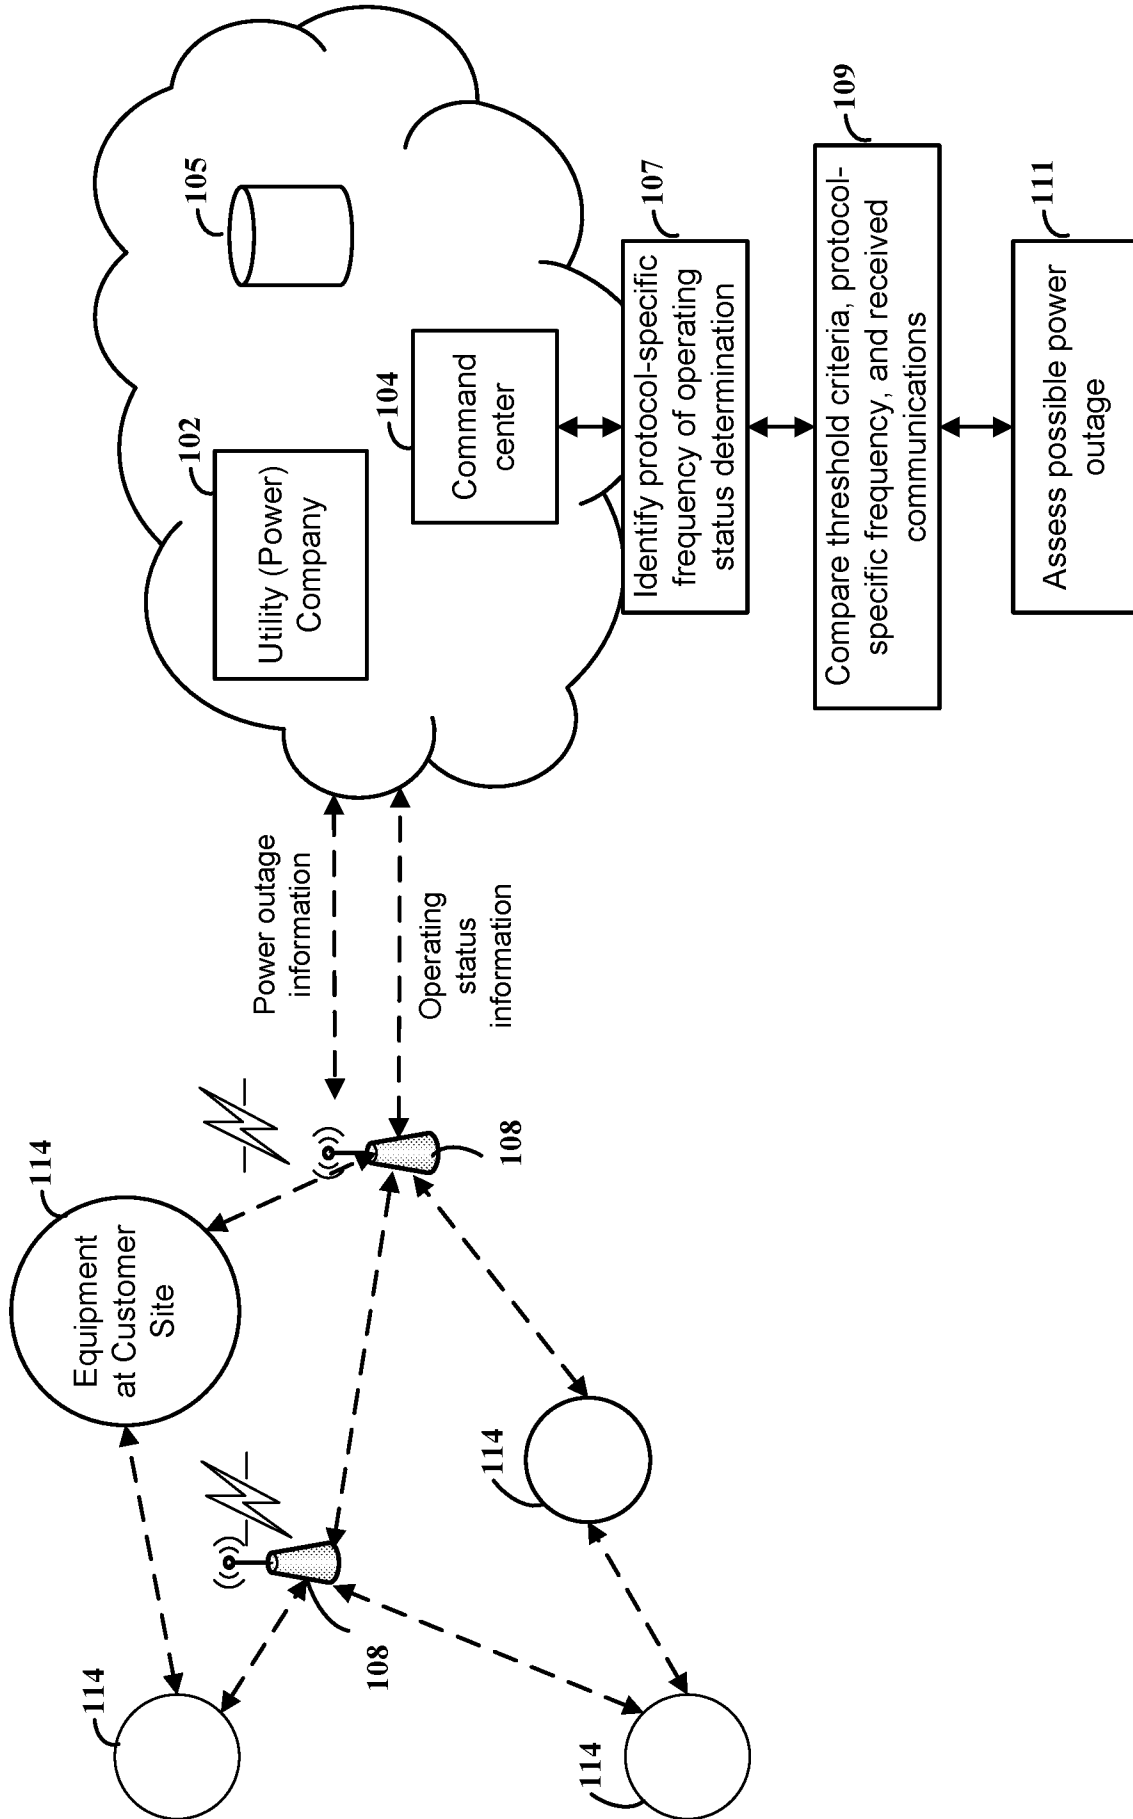 114
Equipment
at Customer
Site
114
108
108
114
114
Power outage
information
Operating
status
information
102
Utility (Power)
Company
105
104
Command
center
107
Identify protocol-specific
frequency of operating
status determination
109
Compare threshold criteria, protocol-
specific frequency, and received
communications
111
Assess possible power
outage